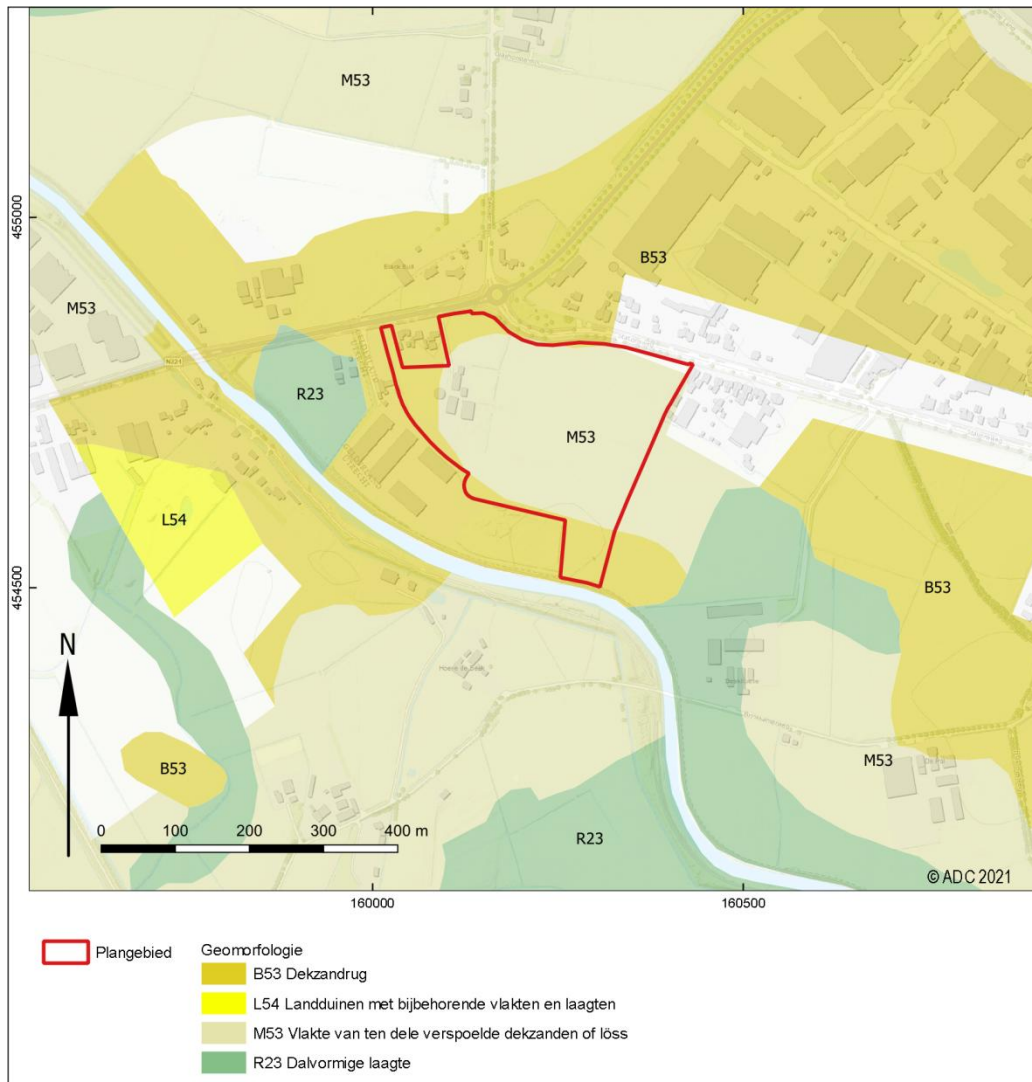 M53
455000
B53
M53
N224
R23
M53
L54
454500
B53
N
B53
M53
0 100 200 300 400 m
R23
© ADC 2021
160000
160500
Plangebied
Geomorfologie
B53 Dekzandrug
L54 Landduinen met bijbehorende vlakten en laagten
M53 Vlakte van ten dele verspoelde dekzanden of löss
R23 Dalvormige laagte